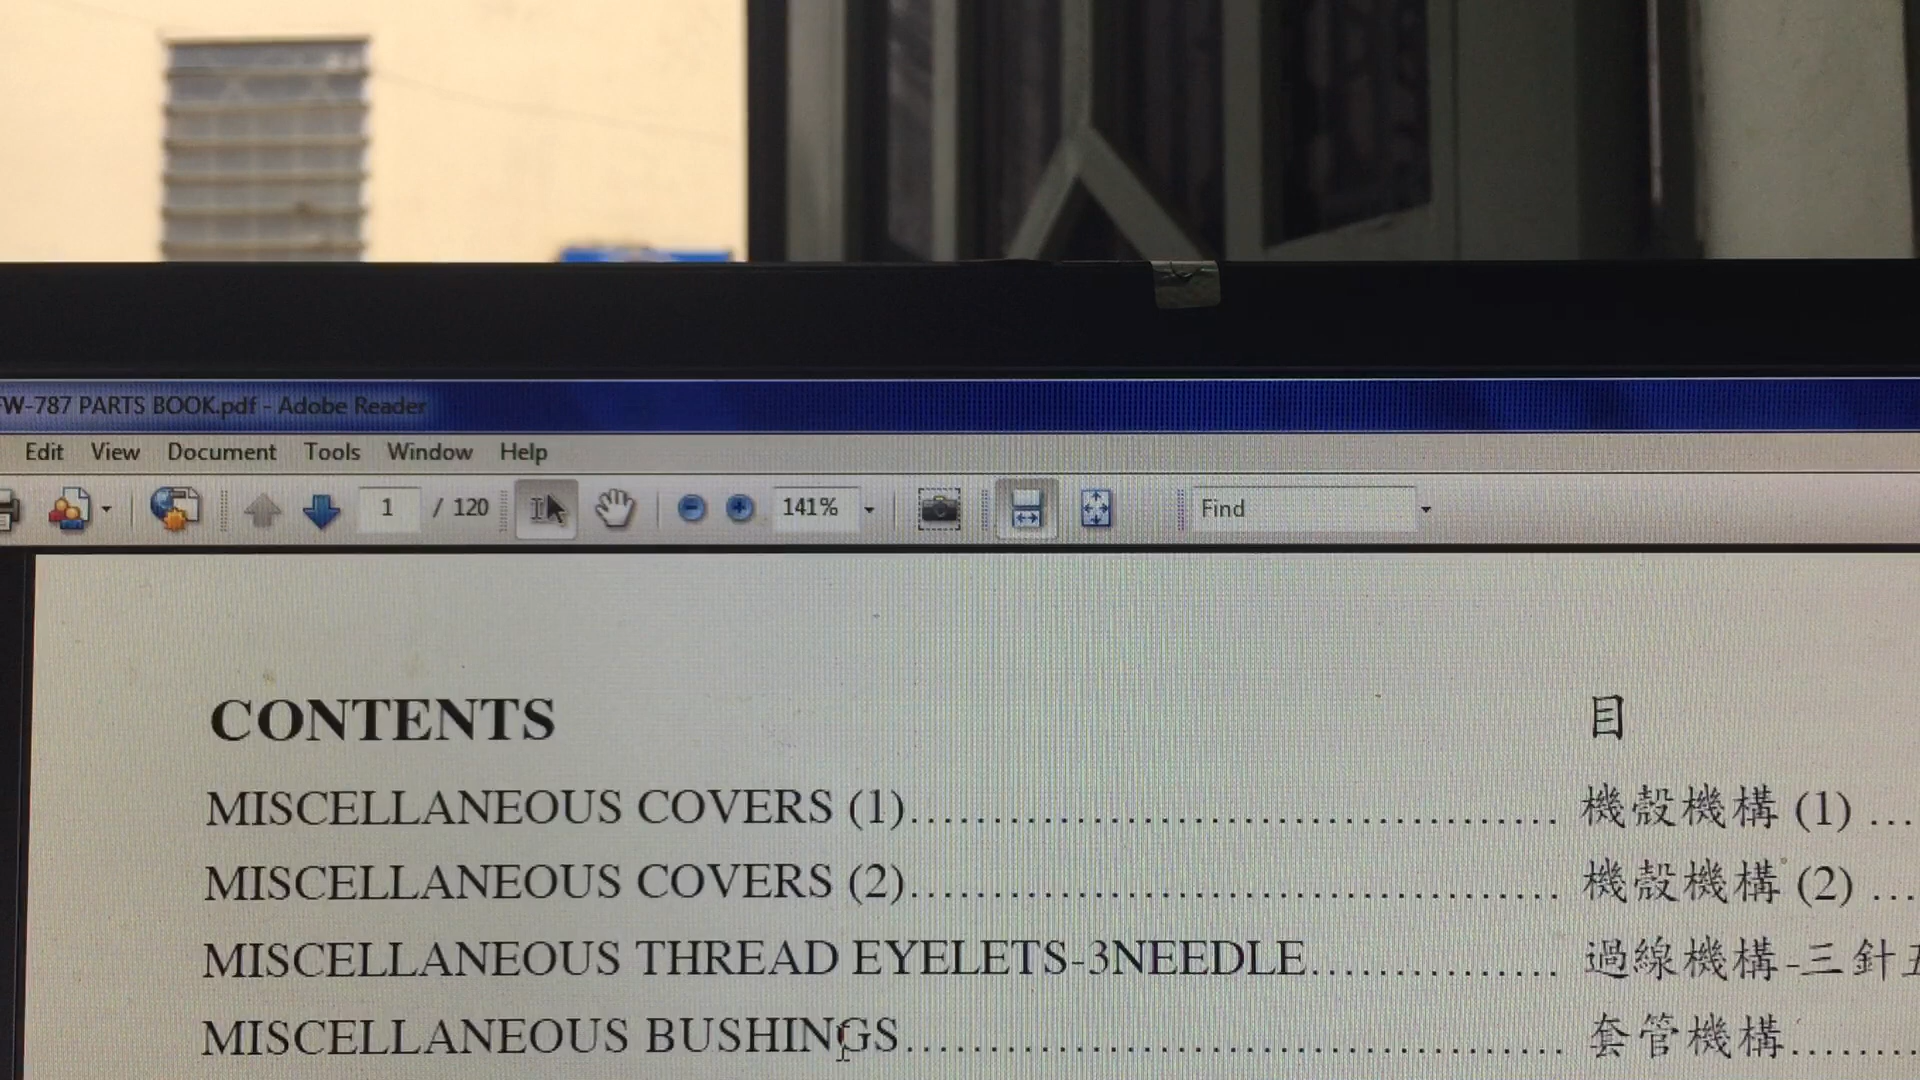 W-787 PARTS BOOK.pdf - Adobe Reader
Edit View Document Tools Window Help
1 / 120 141% Find
CONTENTS 目
MISCELLANEOUS COVERS (1)........................................ 機殼機構 (1) ...
MISCELLANEOUS COVERS (2)........................................ 機殼機構 (2) ...
MISCELLANEOUS THREAD EYELETS-3NEEDLE............... 過線機構-三針五
MISCELLANEOUS BUSHINGS........................................ 套管機構.......